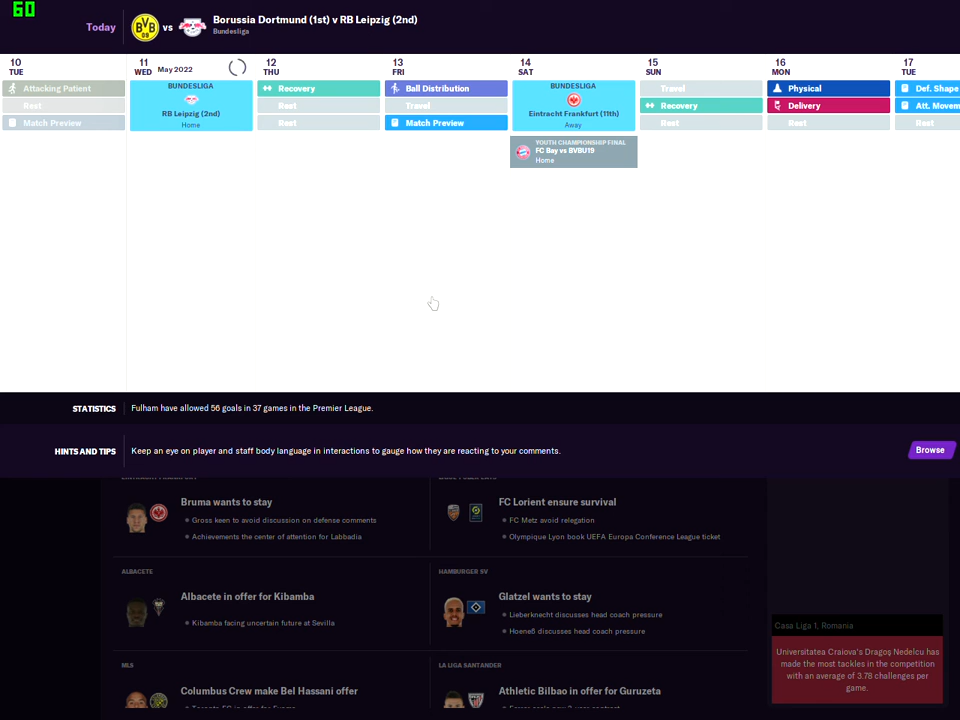 60
Today
vs
Borussia Dortmund (1st) v RB Leipzig (2nd)
Bundesliga
10
TUE
11
WED May 2022
12
THU
13
FRI
14
SAT
15
SUN
16
MON
17
TUE
Attacking Patient
Rest
Match Preview
BUNDESLIGA
RB Leipzig (2nd)
Home
Recovery
Rest
Rest
Ball Distribution
Travel
Match Preview
BUNDESLIGA
Eintracht Frankfurt (11th)
Away
YOUTH CHAMPIONSHIP FINAL
FC Bay vs BVBU19
Home
Travel
Recovery
Rest
Physical
Delivery
Rest
Def. Shape
Att. Movem
Rest
STATISTICS
Fulham have allowed 56 goals in 37 games in the Premier League.
HINTS AND TIPS
Keep an eye on player and staff body language in interactions to gauge how they are reacting to your comments.
Browse
Bruma wants to stay
Gross keen to avoid discussion on defense comments
Achievements the center of attention for Labbadia
FC Lorient ensure survival
FC Metz avoid relegation
Olympique Lyon book UEFA Europa Conference League ticket
ALBACETE
Albacete in offer for Kibamba
Kibamba facing uncertain future at Sevilla
HAMBURGER SV
Glatzel wants to stay
Lieberknecht discusses head coach pressure
Hoeneß discusses head coach pressure
MLS
Columbus Crew make Bel Hassani offer
LA LIGA SANTANDER
Athletic Bilbao in offer for Guruzeta
Casa Liga 1, Romania
Universitatea Craiova's Dragoș Nedelcu has
made the most tackles in the competition
with an average of 3.78 challenges per
game.